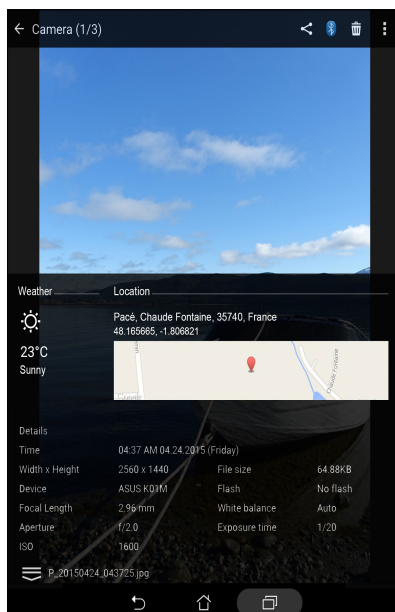 Camera (1/3)
Weather Location
Pacé, Chaude Fontaine, 35740, France
48.165665, -1.806821
23°C
Sunny
Chaude Fontaine
Google
Details
Time 04:37 AM 04.24.2015 (Friday)
Width x Height 2560 x 1440 File size 64.88KB
Device ASUS K01M Flash No flash
Focal Length 2.96 mm White balance Auto
Aperture f/2.0 Exposure time 1/20
ISO 1600
P_20150424_043725.jpg